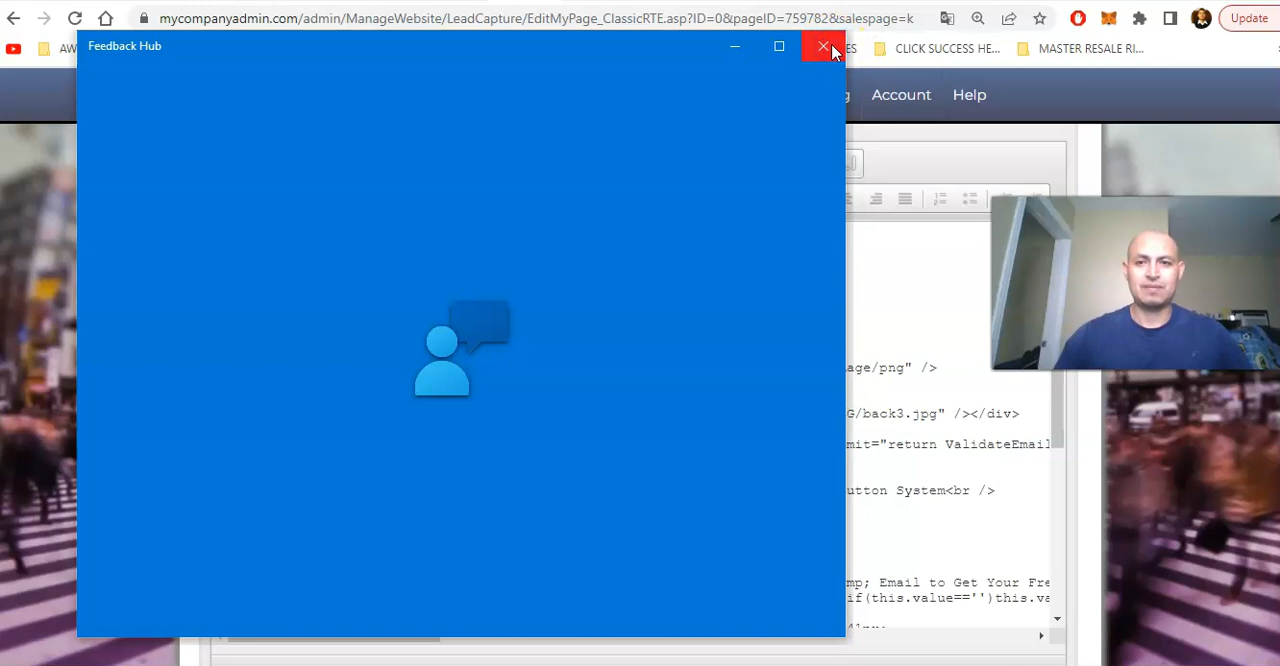 mycompanyadmin.com/admin/ManageWebsite/LeadCapture/EditMyPage_ClassicRTE.asp?ID=0&pageID=759782&salespage=k
Update
AW
Feedback Hub
ES
CLICK SUCCESS HE...
MASTER RESALE RI...
g
Account
Help
age/png" />
G/back3.jpg" /></div>
mit="return ValidateEmail
utton System<br />
mp; Email to Get Your Fre
if(this.value=='')this.va